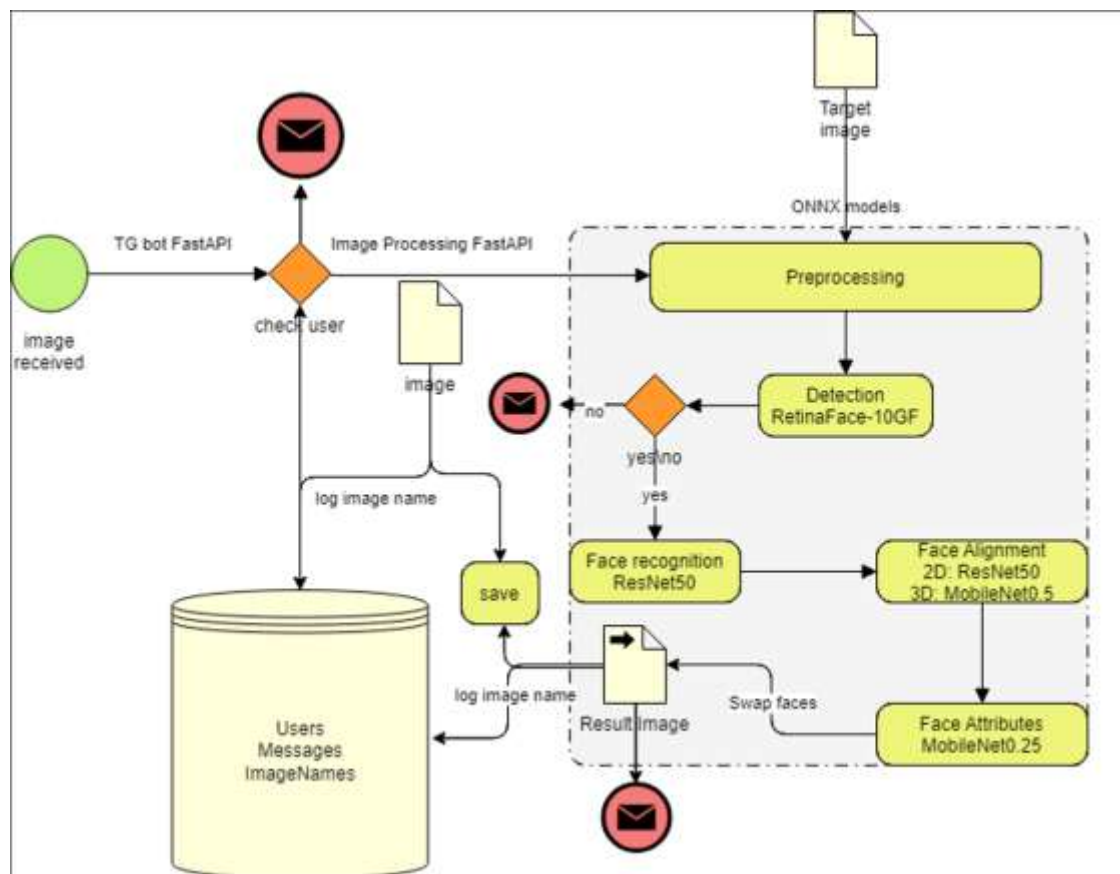 Target
image
ONNX models
TG bot FastAPI
Image Processing FastAPI
Preprocessing
check user
image
received
image
Detection
RetinaFace-10GF
no
yes\no
log image name
yes
Face recognition
ResNet50
Face Alignment
2D: ResNet50
3D: MobileNet0.5
save
log image name
Result Image
Swap faces
Face Attributes
MobileNet0.25
Users
Messages
ImageNames